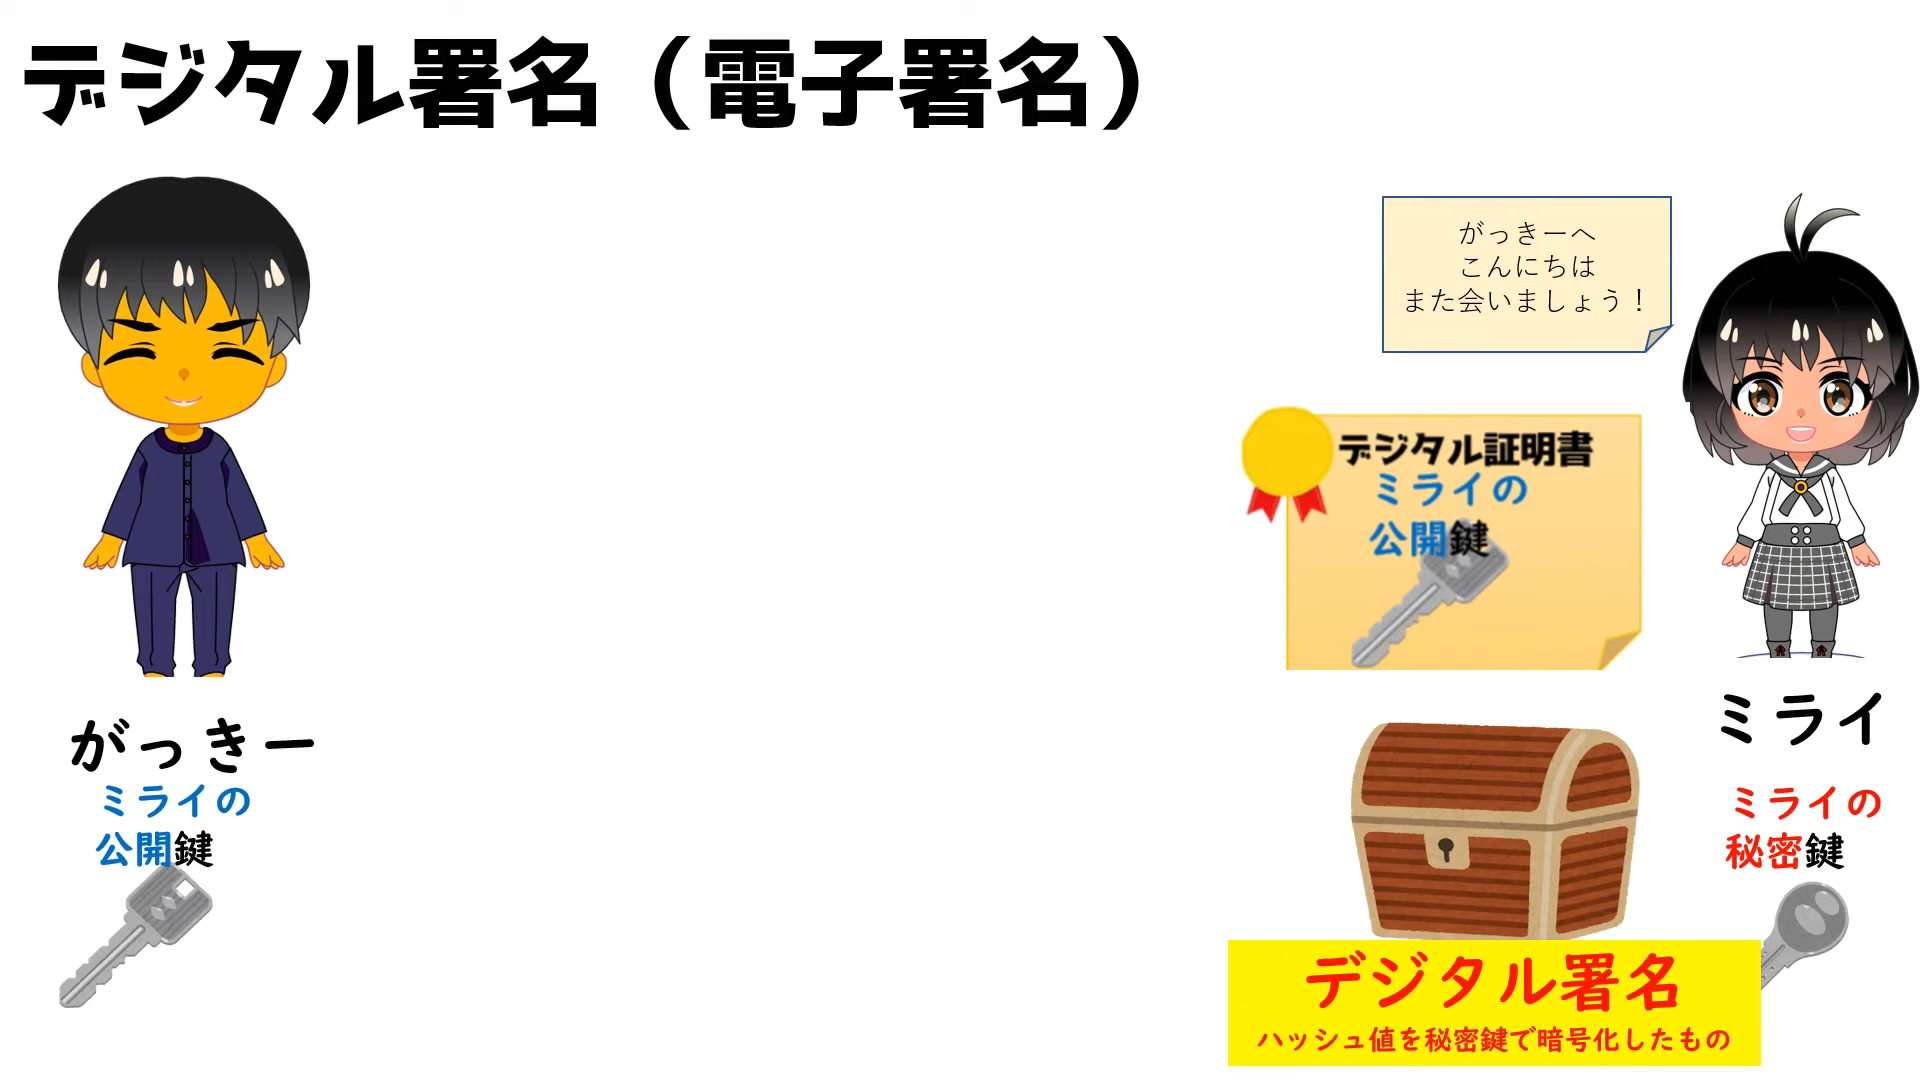 デジタル署名（電子署名）
がっきーへ
こんにちは
また会いましょう！
デジタル証明書
ミライの
公開鍵
がっきー
ミライの
公開鍵
ミライ
ミライの
秘密鍵
デジタル署名
ハッシュ値を秘密鍵で暗号化したもの